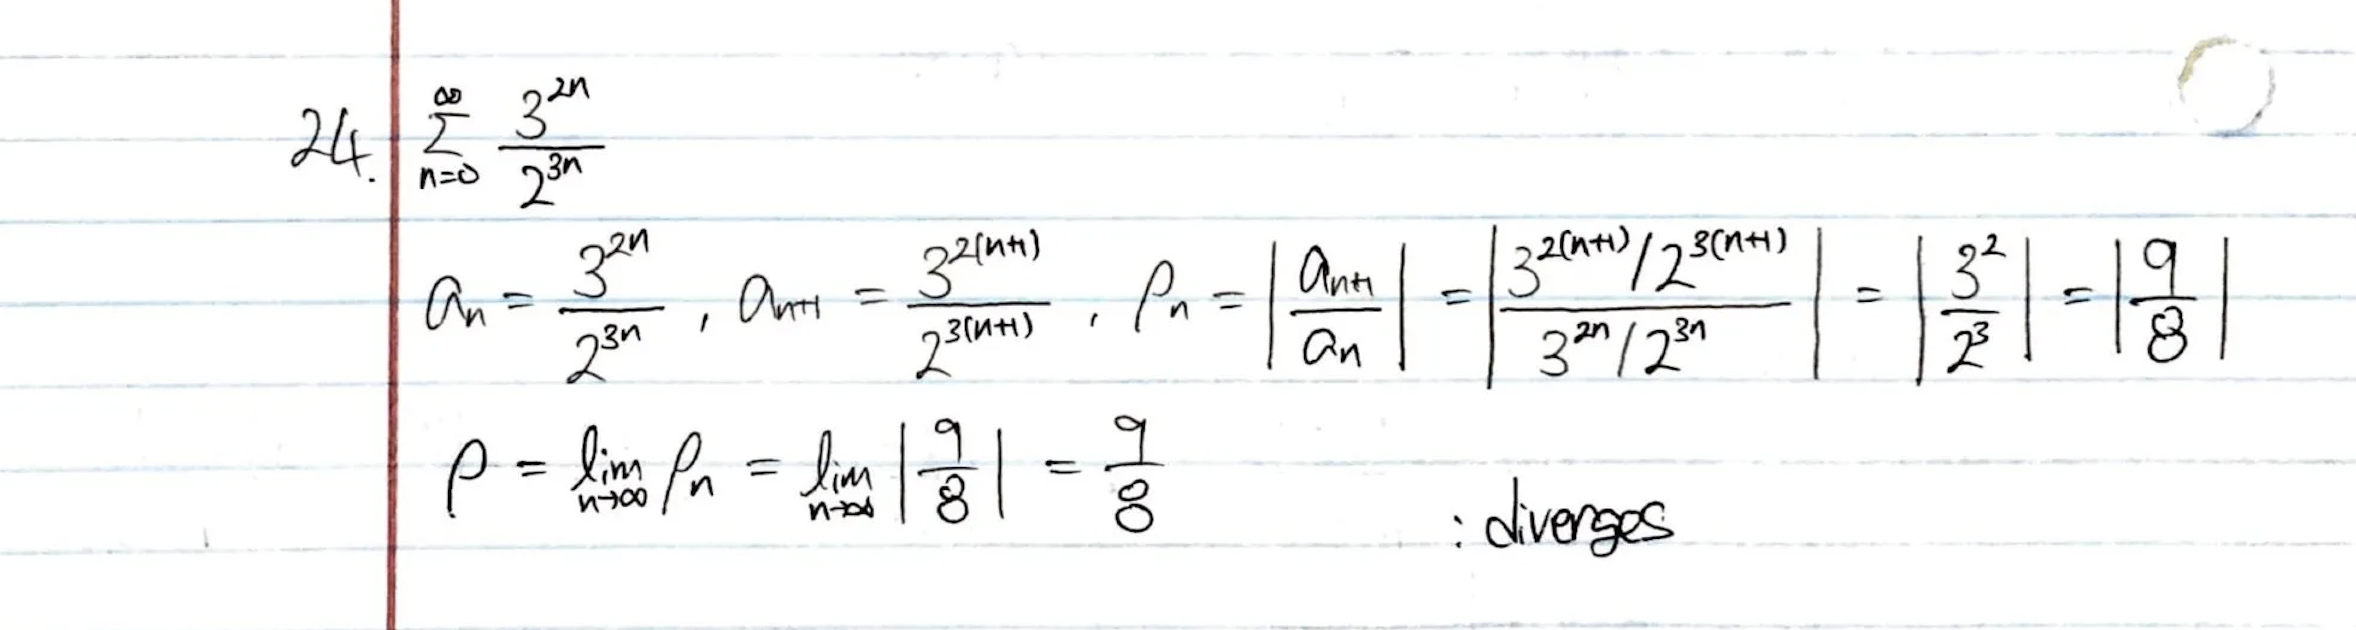 24. \sum_{n=0}^{\infty} \frac{3^{2n}}{2^{3n}}
a_n = \frac{3^{2n}}{2^{3n}} , a_{n+1} = \frac{3^{2(n+1)}}{2^{3(n+1)}} , \rho_n = \left| \frac{a_{n+1}}{a_n} \right| = \left| \frac{3^{2(n+1)} / 2^{3(n+1)}}{3^{2n} / 2^{3n}} \right| = \left| \frac{3^2}{2^3} \right| = \left| \frac{9}{8} \right|
\rho = \lim_{n \to \infty} \rho_n = \lim_{n \to \infty} \left| \frac{9}{8} \right| = \frac{9}{8} : diverges